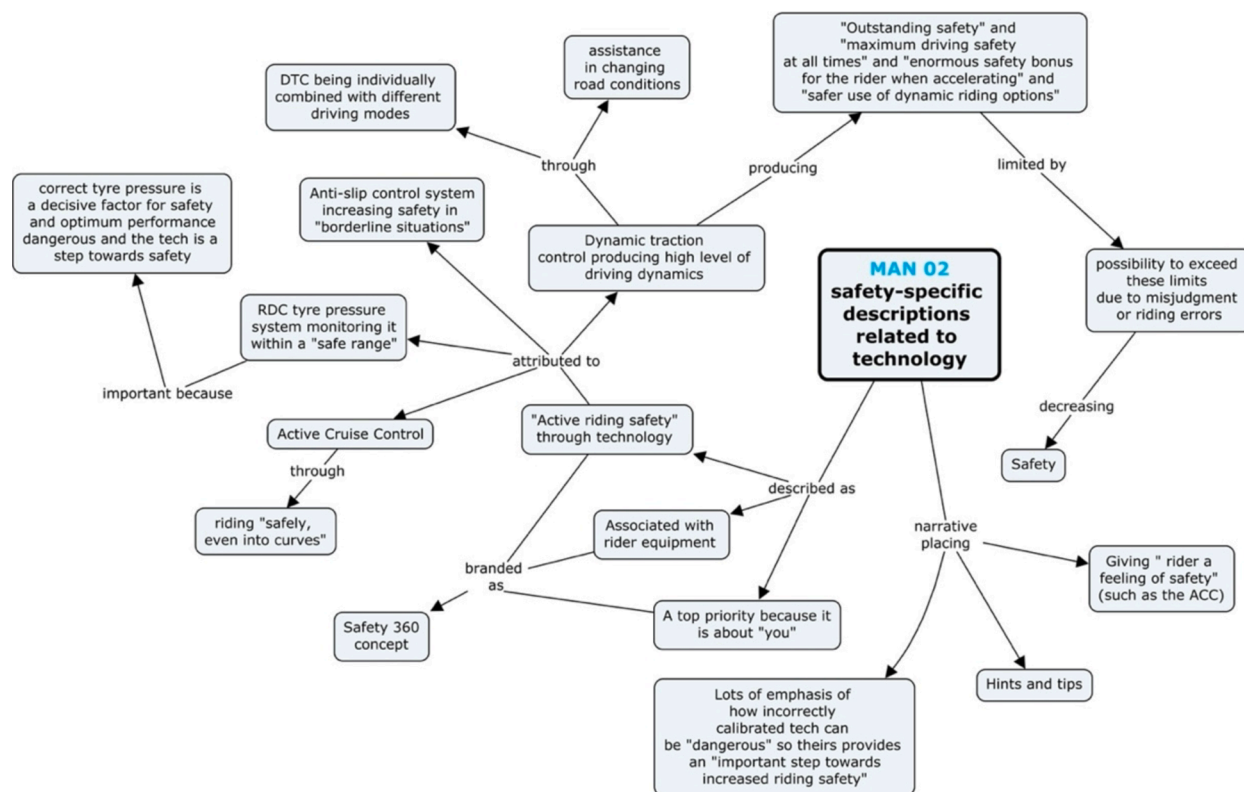 "Outstanding safety" and
"maximum driving safety
at all times" and "enormous safety bonus
for the rider when accelerating" and
"safer use of dynamic riding options"
assistance
in changing
road conditions
DTC being individually
combined with different
driving modes
through
producing
limited by
correct tyre pressure is
a decisive factor for safety
and optimum performance
dangerous and the tech is a
step towards safety
Anti-slip control system
increasing safety in
"borderline situations"
Dynamic traction
control producing high level of
driving dynamics
MAN 02
safety-specific
descriptions
related to
technology
possibility to exceed
these limits
due to misjudgment
or riding errors
RDC tyre pressure
system monitoring it
within a "safe range"
attributed to
important because
decreasing
Active Cruise Control
"Active riding safety"
through technology
Safety
through
described as
riding "safely,
even into curves"
Associated with
rider equipment
narrative
placing
branded
as
Giving " rider a
feeling of safety"
(such as the ACC)
Safety 360
concept
A top priority because it
is about "you"
Hints and tips
Lots of emphasis of
how incorrectly
calibrated tech can
be "dangerous" so theirs provides
an "important step towards
increased riding safety"